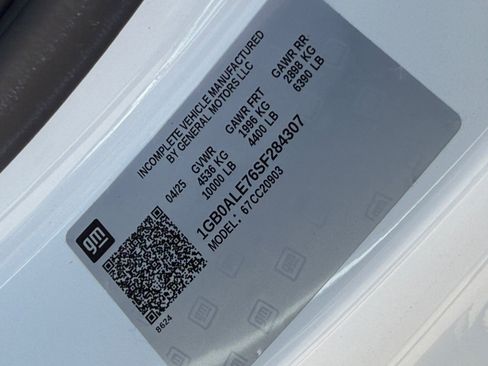 INCOMPLETE VEHICLE MANUFACTURED
BY GENERAL MOTORS LLC
04/25 GVWR GAWR FRT GAWR RR
4536 KG 1996 KG 2898 KG
10000 LB 4400 LB 6390 LB
1GB0ALE76SF284307
MODEL: 67CC20903
gm
8624